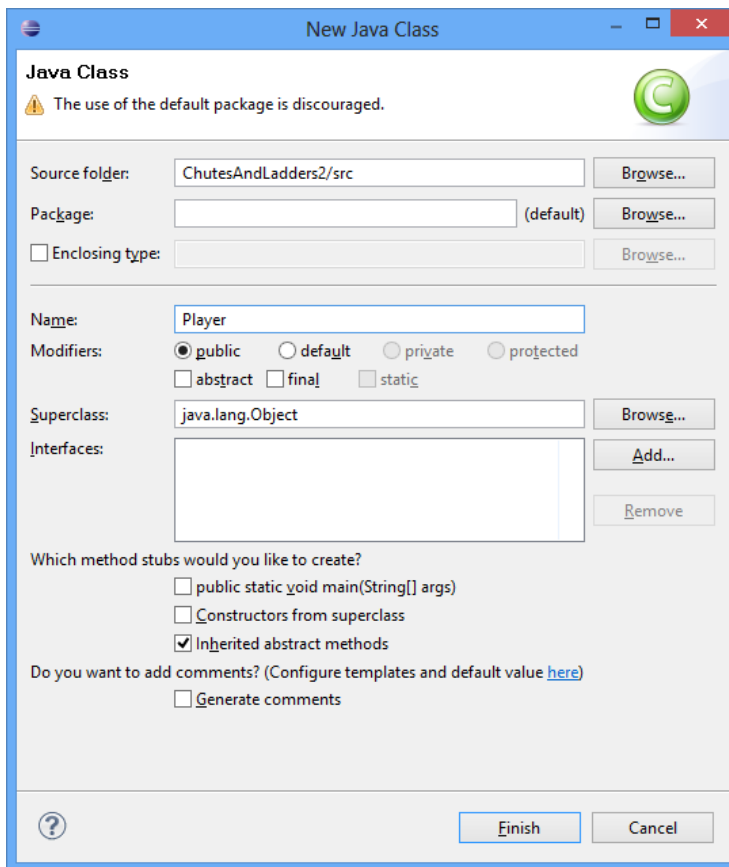 New Java Class
Java Class
The use of the default package is discouraged.
Source folder: ChutesAndLadders2/src Browse...
Package: (default) Browse...
Enclosing type: Browse...
Name: Player
Modifiers: public default private protected
abstract final static
Superclass: java.lang.Object Browse...
Interfaces: Add...
Remove
Which method stubs would you like to create?
public static void main(String[] args)
Constructors from superclass
Inherited abstract methods
Do you want to add comments? (Configure templates and default value here)
Generate comments
? Finish Cancel